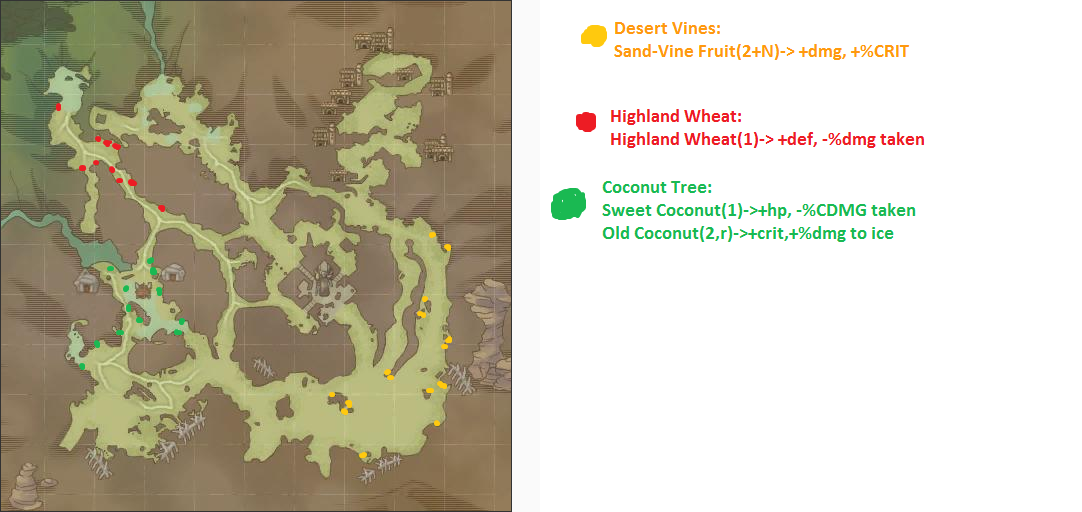 Desert Vines:
Sand-Vine Fruit(2+N)-> +dmg, +%CRIT
Highland Wheat:
Highland Wheat(1)-> +def, -%dmg taken
Coconut Tree:
Sweet Coconut(1)->+hp, -%CDMG taken
Old Coconut(2,r)->+crit,+%dmg to ice